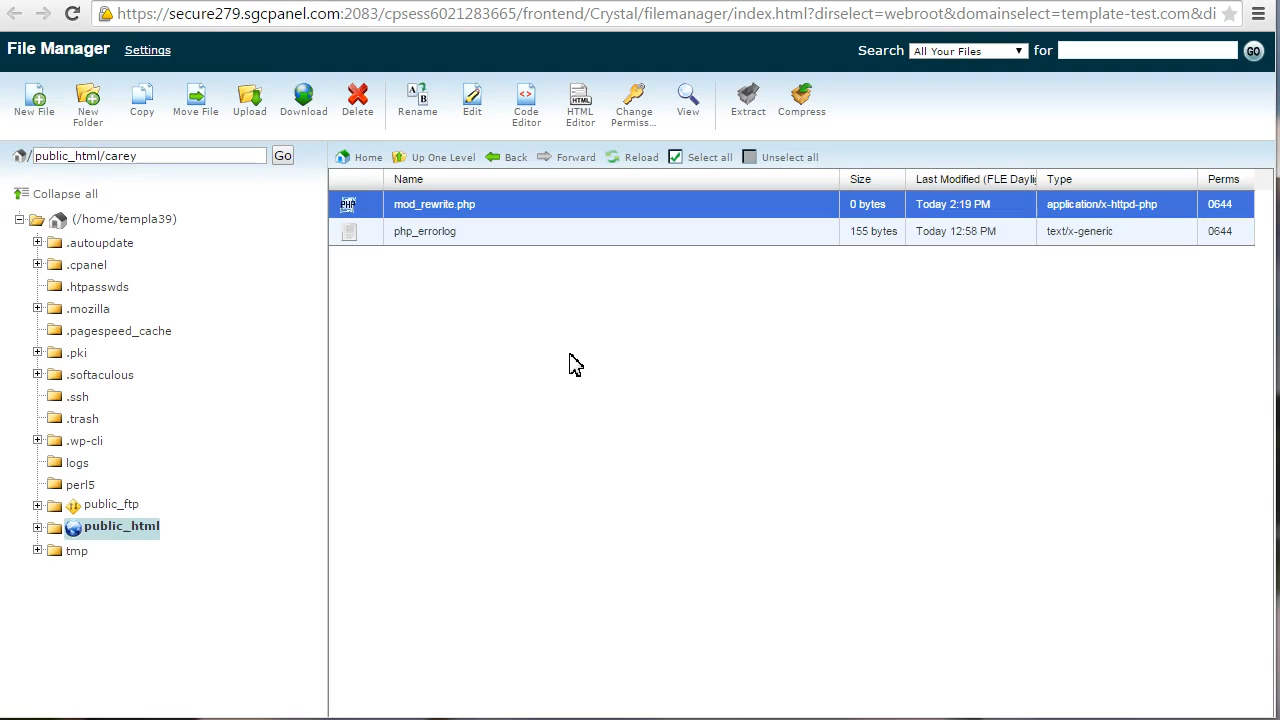 https://secure279.sgcpanel.com:2083/cpsess6021283665/frontend/Crystal/filemanager/index.html?dirselect=webroot&domainselect=template-test.com&di
File Manager Settings Search All Your Files for GO
New File New Folder Copy Move File Upload Download Delete Rename Edit Code Editor HTML Editor Change Permiss... View Extract Compress
/ public_html/carey Go
Home Up One Level Back Forward Reload Select all Unselect all
Name Size Last Modified (FLE Dayli Type Perms
PHP mod_rewrite.php 0 bytes Today 2:19 PM application/x-httpd-php 0644
php_errorlog 155 bytes Today 12:58 PM text/x-generic 0644
Collapse all
(/home/templa39)
.autoupdate
.cpanel
.htpasswds
.mozilla
.pagespeed_cache
.pki
.softaculous
.ssh
.trash
.wp-cli
logs
perl5
public_ftp
public_html
tmp